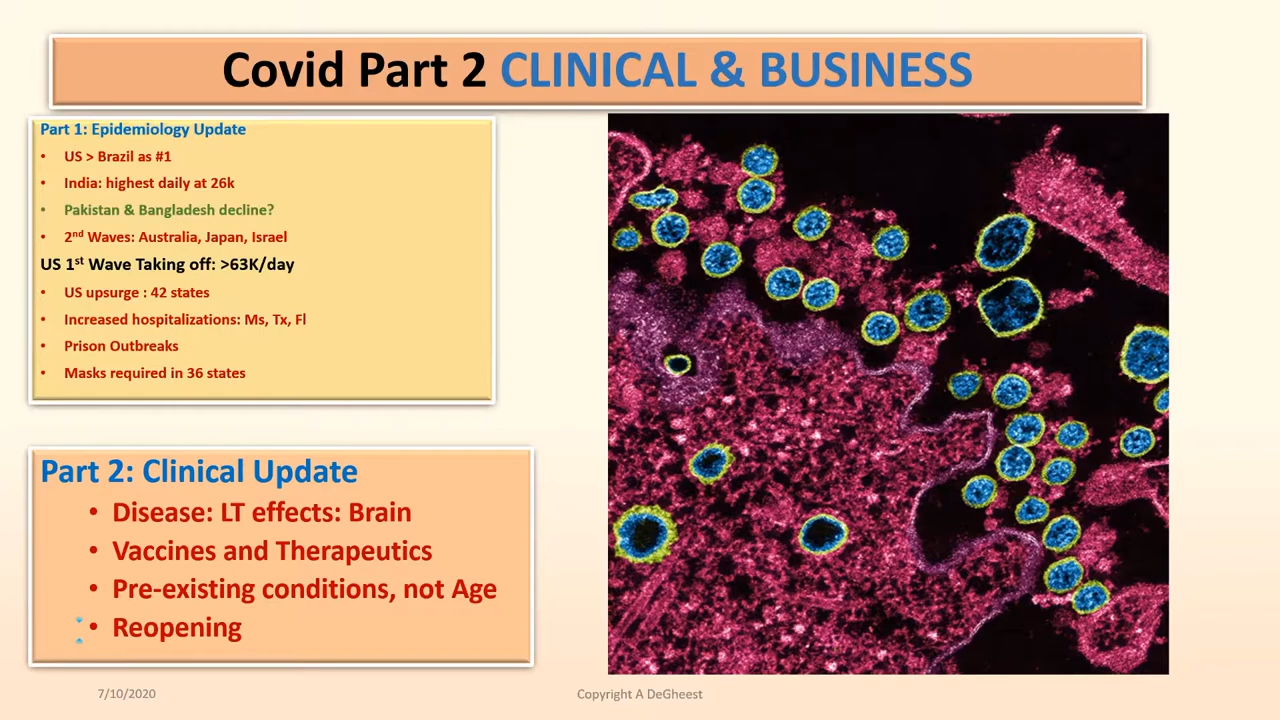 Covid Part 2 CLINICAL & BUSINESS
Part 1: Epidemiology Update
• US > Brazil as #1
• India: highest daily at 26k
• Pakistan & Bangladesh decline?
• 2nd Waves: Australia, Japan, Israel
US 1st Wave Taking off: >63K/day
• US upsurge : 42 states
• Increased hospitalizations: Ms, Tx, Fl
• Prison Outbreaks
• Masks required in 36 states
Part 2: Clinical Update
• Disease: LT effects: Brain
• Vaccines and Therapeutics
• Pre-existing conditions, not Age
• Reopening
7/10/2020
Copyright A DeGheest